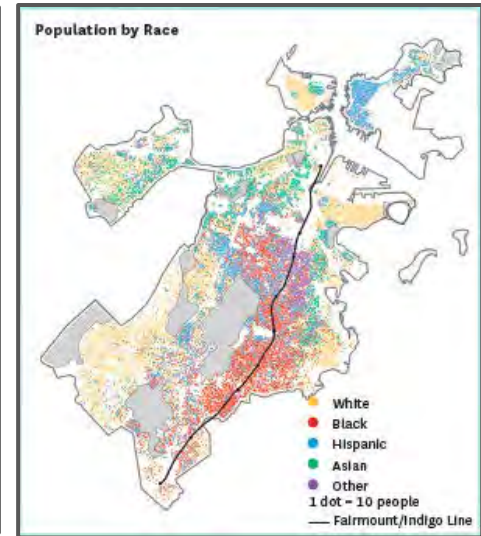 Population by Race
White
Black
Hispanic
Asian
Other
1 dot = 10 people
Fairmount/Indigo Line